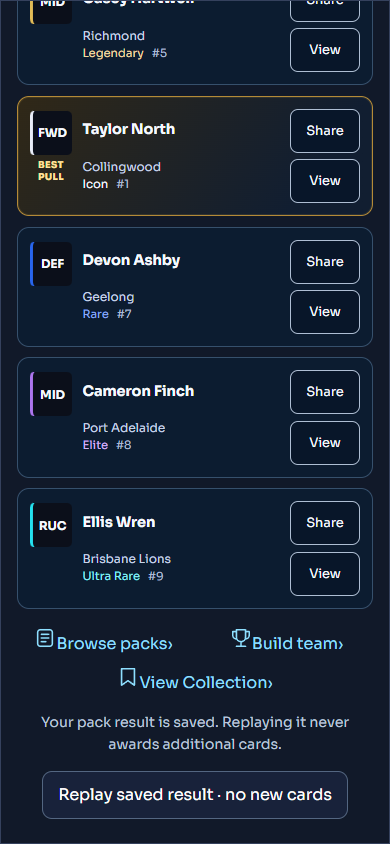 MID
Share
Richmond
Legendary #5
View
FWD
BEST
PULL
Taylor North
Collingwood
Icon #1
Share
View
DEF
Devon Ashby
Geelong
Rare #7
Share
View
MID
Cameron Finch
Port Adelaide
Elite #8
Share
View
RUC
Ellis Wren
Brisbane Lions
Ultra Rare #9
Share
View
Browse packs›
Build team›
View Collection›
Your pack result is saved. Replaying it never
awards additional cards.
Replay saved result · no new cards